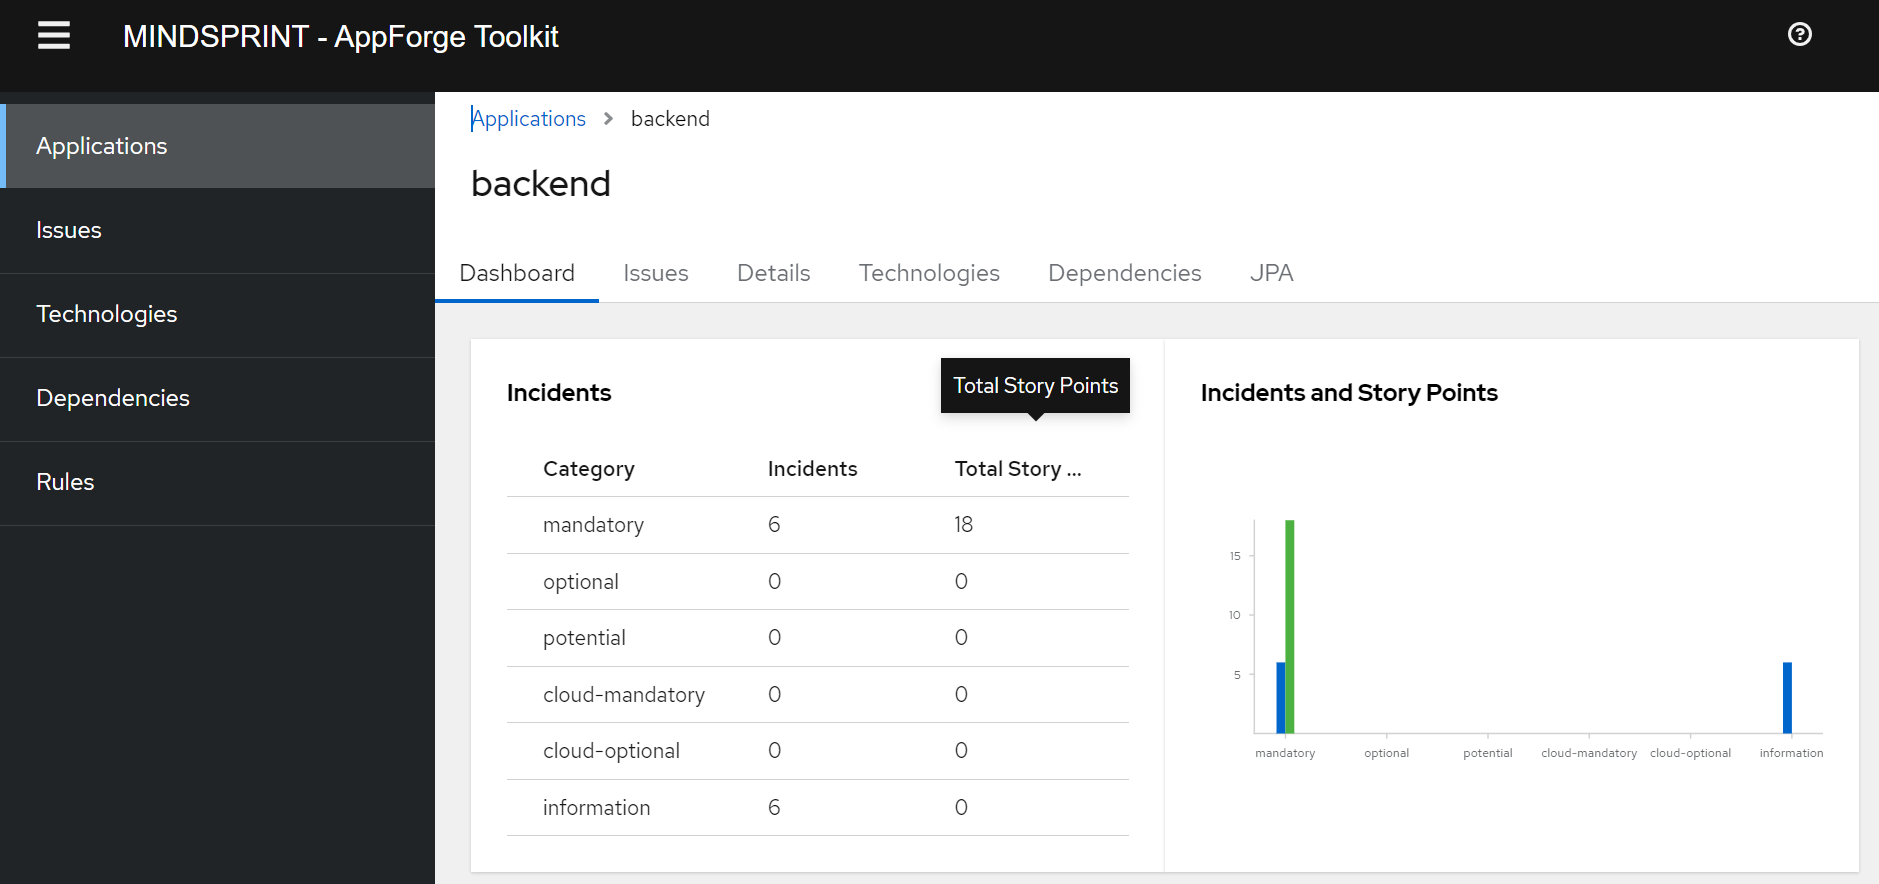 MINDSPRINT - AppForge Toolkit
Applications
Issues
Technologies
Dependencies
Rules
Applications > backend
backend
Dashboard Issues Details Technologies Dependencies JPA
Incidents
Total Story Points
Category Incidents Total Story ...
mandatory 6 18
optional 0 0
potential 0 0
cloud-mandatory 0 0
cloud-optional 0 0
information 6 0
Incidents and Story Points
15
10
5
mandatory optional potential cloud-mandatory cloud-optional information